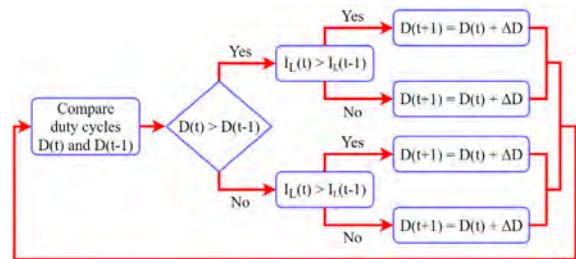 Compare
duty cycles
D(t) and D(t-1)
D(t) > D(t-1)
Yes
No
I_L(t) > I_L(t-1)
Yes
No
D(t+1) = D(t) + ΔD
D(t+1) = D(t) + ΔD
I_L(t) > I_L(t-1)
Yes
No
D(t+1) = D(t) + ΔD
D(t+1) = D(t) + ΔD